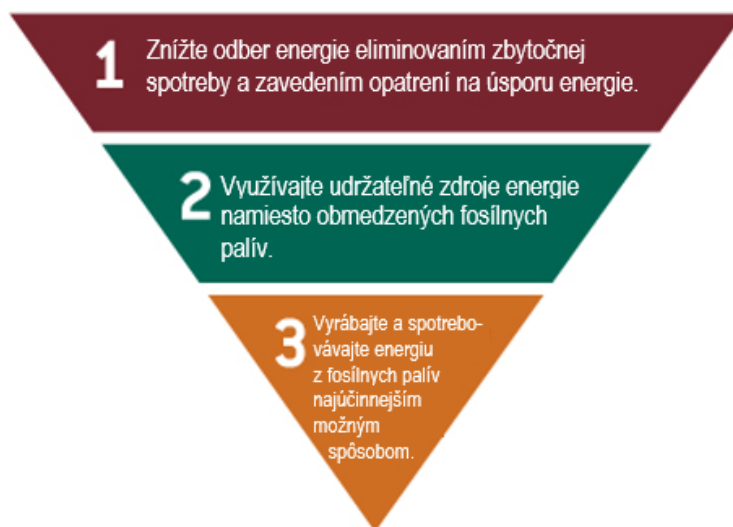 1 Znížte odber energie eliminovaním zbytočnej
spotreby a zavedením opatrení na úsporu energie.
2 Využívajte udržateľné zdroje energie
namiesto obmedzených fosílnych
palív.
3 Vyrábajte a spotrebo-
vávajte energiu
z fosílnych palív
najúčinnejším
možným
spôsobom.